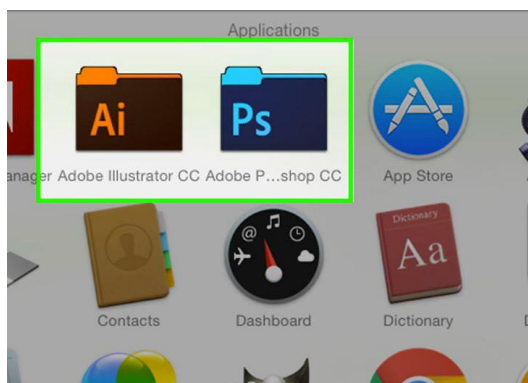 Applications
Ai
Ps
anager Adobe Illustrator CC Adobe P...shop CC App Store
Dictionary
@
Aa
Contacts Dashboard Dictionary